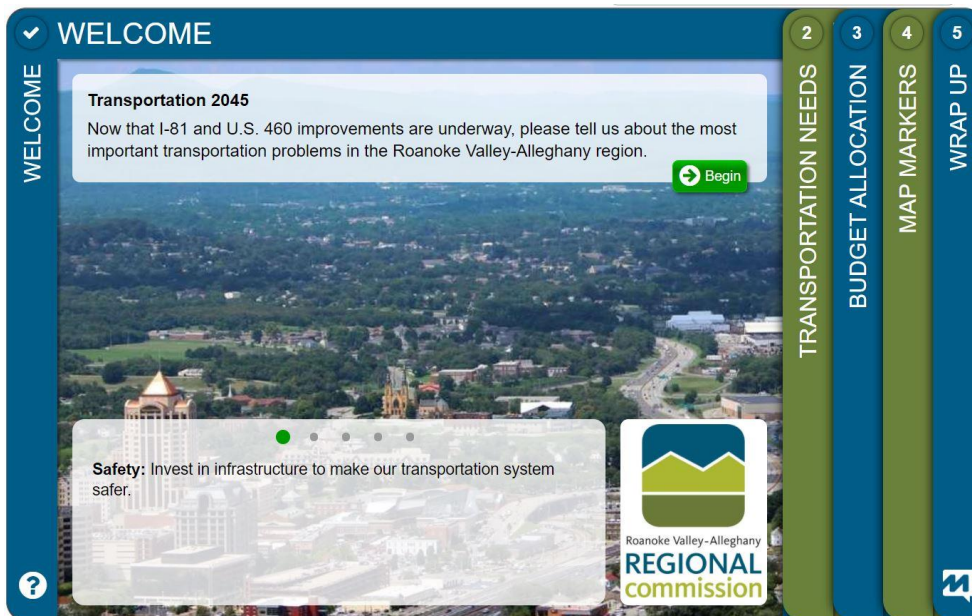 WELCOME
WELCOME
Transportation 2045
Now that I-81 and U.S. 460 improvements are underway, please tell us about the most
important transportation problems in the Roanoke Valley-Alleghany region.
Begin
Safety: Invest in infrastructure to make our transportation system
safer.
Roanoke Valley-Alleghany
REGIONAL
commission
?
2
TRANSPORTATION NEEDS
3
BUDGET ALLOCATION
4
MAP MARKERS
5
WRAP UP